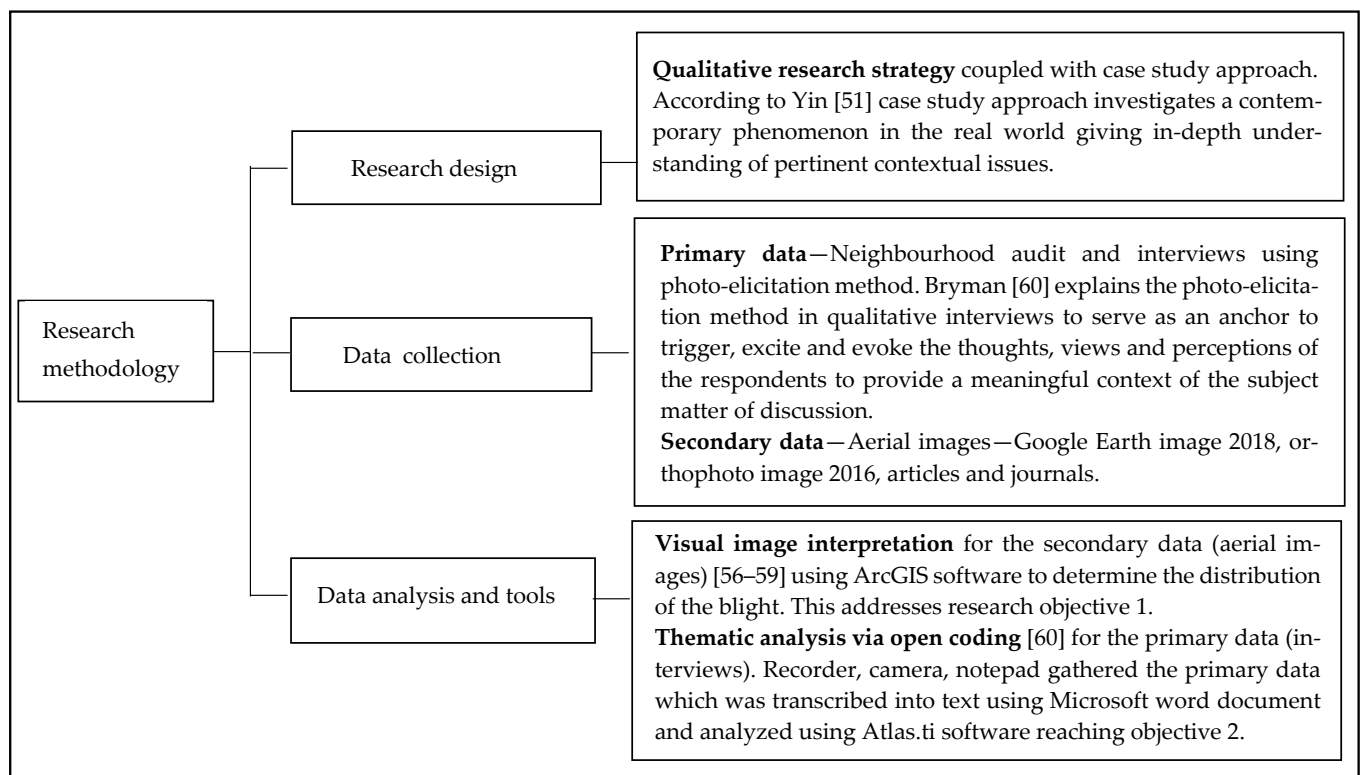 Research
methodology
Research design
Qualitative research strategy coupled with case study approach.
According to Yin [51] case study approach investigates a contem-
porary phenomenon in the real world giving in-depth under-
standing of pertinent contextual issues.
Data collection
Primary data—Neighbourhood audit and interviews using
photo-elicitation method. Bryman [60] explains the photo-elicita-
tion method in qualitative interviews to serve as an anchor to
trigger, excite and evoke the thoughts, views and perceptions of
the respondents to provide a meaningful context of the subject
matter of discussion.
Secondary data—Aerial images—Google Earth image 2018, or-
thophoto image 2016, articles and journals.
Data analysis and tools
Visual image interpretation for the secondary data (aerial im-
ages) [56–59] using ArcGIS software to determine the distribution
of the blight. This addresses research objective 1.
Thematic analysis via open coding [60] for the primary data (in-
terviews). Recorder, camera, notepad gathered the primary data
which was transcribed into text using Microsoft word document
and analyzed using Atlas.ti software reaching objective 2.